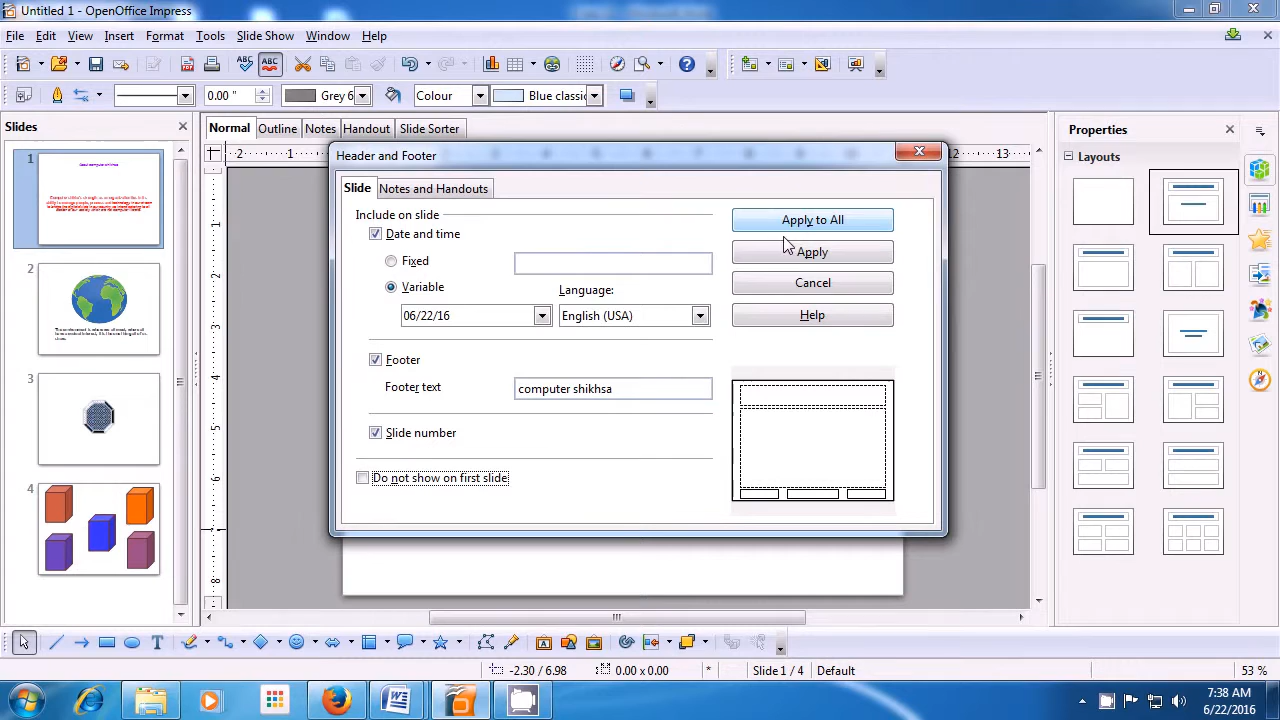 Untitled 1 - OpenOffice Impress
File Edit View Insert Format Tools Slide Show Window Help
0.00 " Grey 6 Colour Blue classic
Slides
Normal Outline Notes Handout Slide Sorter
Properties
Layouts
1
2
3
4
Header and Footer
Slide Notes and Handouts
Include on slide
Date and time
Fixed
Variable
Language:
06/22/16 English (USA)
Footer
Footer text computer shikhsa
Slide number
Do not show on first slide
Apply to All
Apply
Cancel
Help
-2.30 / 6.98 0.00 x 0.00 * Slide 1 / 4 Default 53 %
7:38 AM
6/22/2016